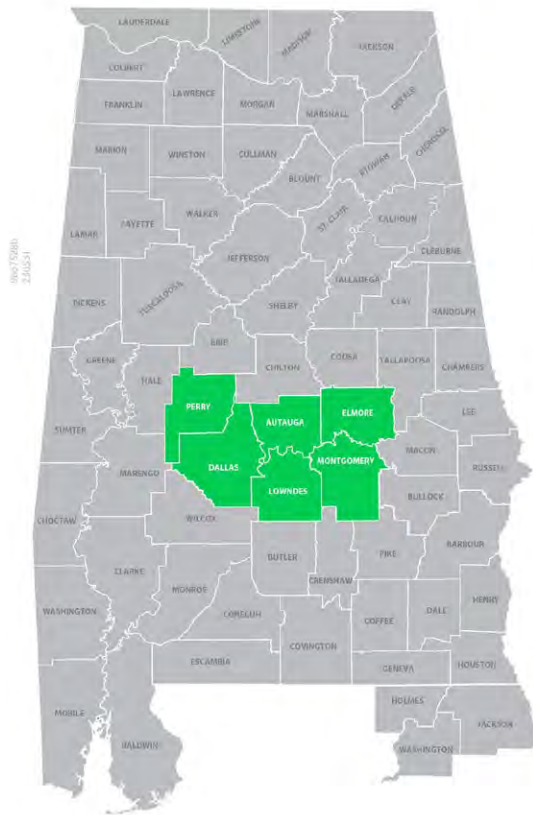 LAUDERDALE
LIMESTONE
MADISON
JACKSON
COLBERT
LAWRENCE
FRANKLIN
MORGAN
MARSHALL
DEKALB
CHEROKEE
MARION
WINSTON
CULLMAN
ETOWAH
BLOUNT
WALKER
ST. CLAIR
CALHOUN
LAMAR
FAYETTE
CLEBURNE
JEFFERSON
TALLADEGA
PICKENS
TUSCALOOSA
SHELBY
CLAY
RANDOLPH
BIBB
GREENE
COOSA
TALLAPOOSA
CHAMBERS
CHILTON
HALE
PERRY
ELMORE
LEE
SUMTER
AUTAUGA
MACON
MONTGOMERY
RUSSELL
DALLAS
MARENGO
LOWNDES
BULLOCK
CHOCTAW
WILCOX
BARBOUR
BUTLER
PIKE
CLARKE
CRENSHAW
MONROE
HENRY
WASHINGTON
COFFEE
DALE
COVINGTON
ESCAMBIA
GENEVA
HOUSTON
HOLMES
MOBILE
JACKSON
BALDWIN
WASHINGTON